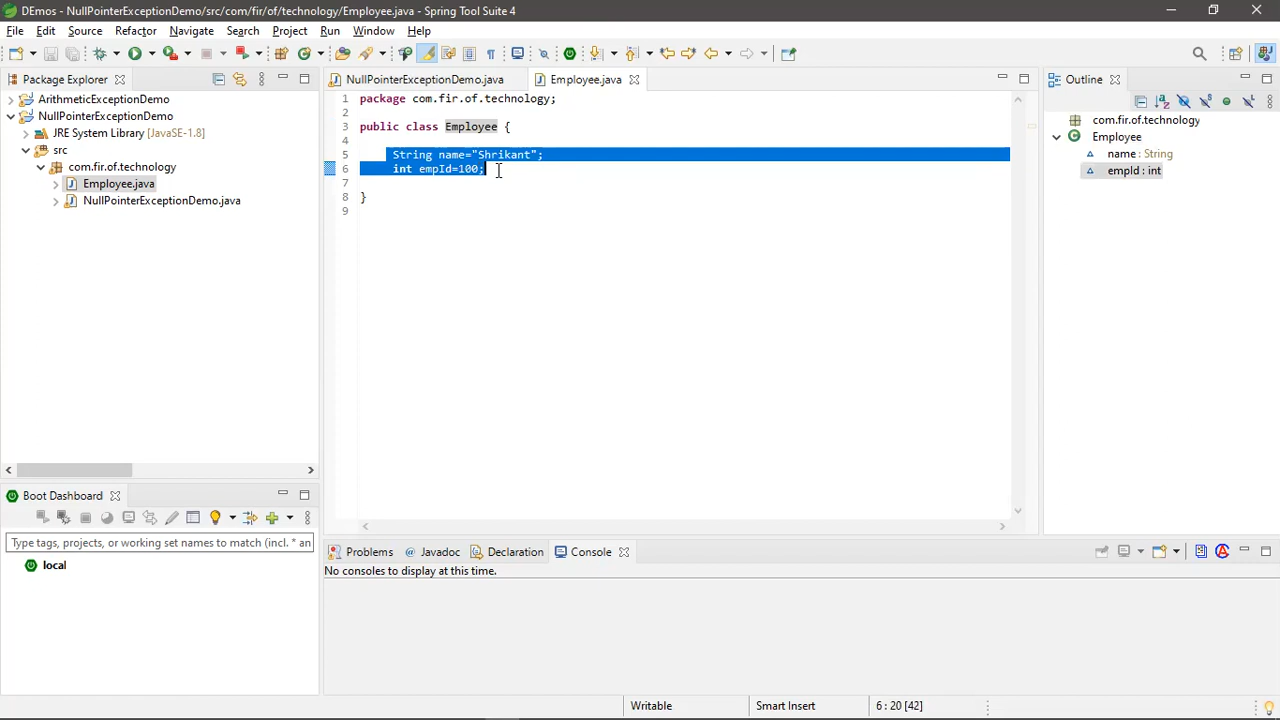 DEmos - NullPointerExceptionDemo/src/com/fir/of/technology/Employee.java - Spring Tool Suite 4
File Edit Source Refactor Navigate Search Project Run Window Help
Package Explorer
ArithmeticExceptionDemo
NullPointerExceptionDemo
JRE System Library [JavaSE-1.8]
src
com.fir.of.technology
Employee.java
NullPointerExceptionDemo.java
NullPointerExceptionDemo.java Employee.java
1 package com.fir.of.technology;
2
3 public class Employee {
4
5 String name="Shrikant";
6 int empId=100;
7
8 }
9
Outline
com.fir.of.technology
Employee
name : String
empId : int
Boot Dashboard
Type tags, projects, or working set names to match (incl. * an
local
Problems @ Javadoc Declaration Console
No consoles to display at this time.
Writable Smart Insert 6 : 20 [42]